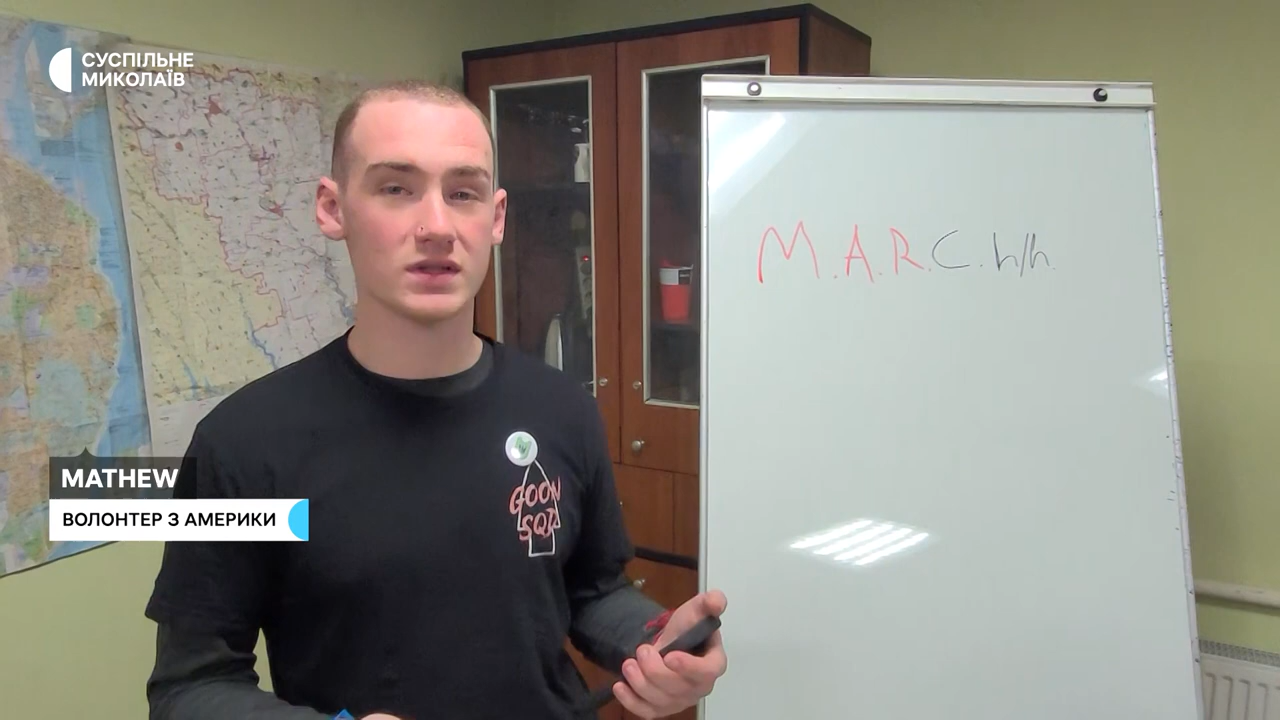 СУСПІЛЬНЕ
МИКОЛАЇВ
M.A.R.C.h/h.
GOON
SQD
MATHEW
ВОЛОНТЕР З АМЕРИКИ